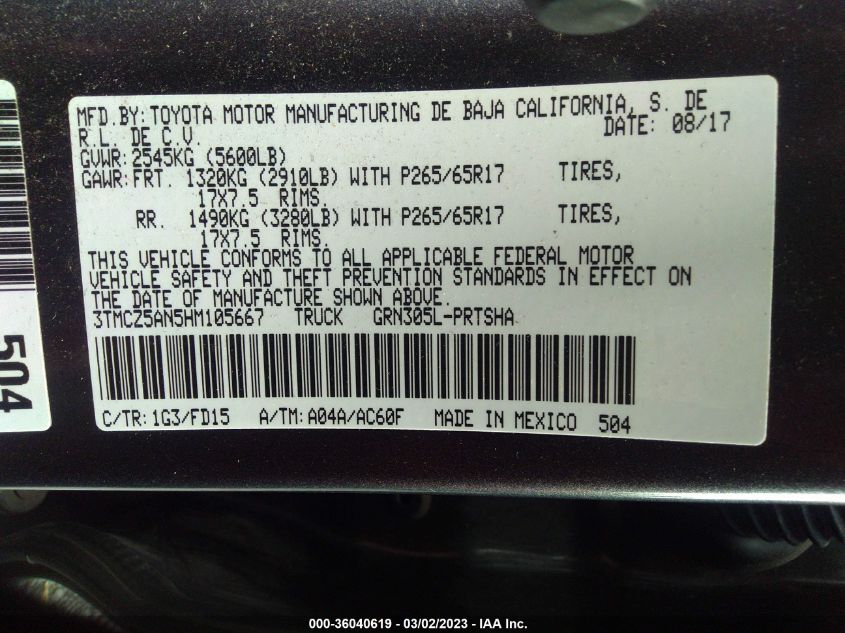 MFD.BY: TOYOTA MOTOR MANUFACTURING DE BAJA CALIFORNIA, S. DE
R.L. DE C.V. DATE: 08/17
GVWR: 2545KG (5600LB)
GAWR: FRT. 1320KG (2910LB) WITH P265/65R17 TIRES,
17X7.5 RIMS.
RR. 1490KG (3280LB) WITH P265/65R17 TIRES,
17X7.5 RIMS.
THIS VEHICLE CONFORMS TO ALL APPLICABLE FEDERAL MOTOR
VEHICLE SAFETY AND THEFT PREVENTION STANDARDS IN EFFECT ON
THE DATE OF MANUFACTURE SHOWN ABOVE.
3TMCZ5AN5HM105667 TRUCK GRN305L-PRTSHA
C/TR: 1G3/FD15 A/TM: A04A/AC60F MADE IN MEXICO 504
504
000-36040619 — 03/02/2023 — IAA Inc.